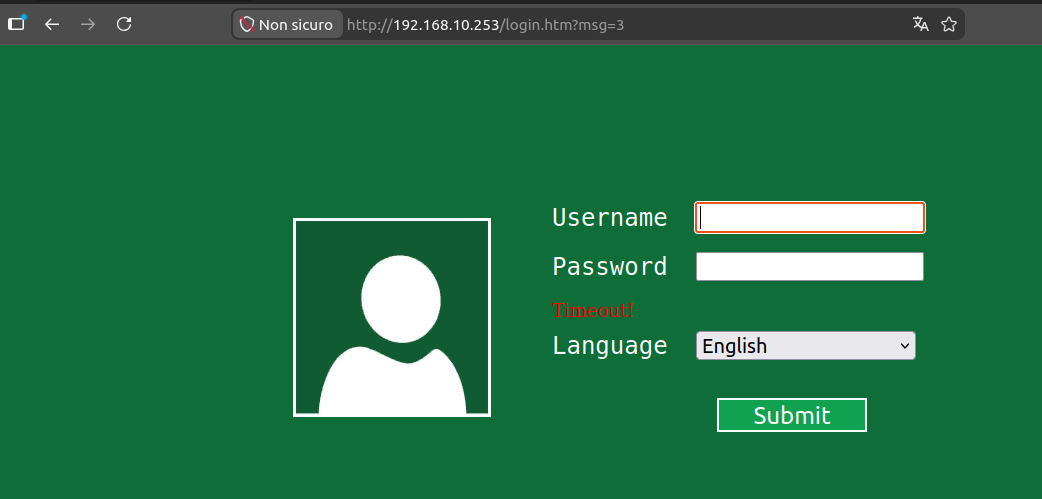 Non sicuro http://192.168.10.253/login.htm?msg=3
Username
Password
Timeout!
Language English
Submit